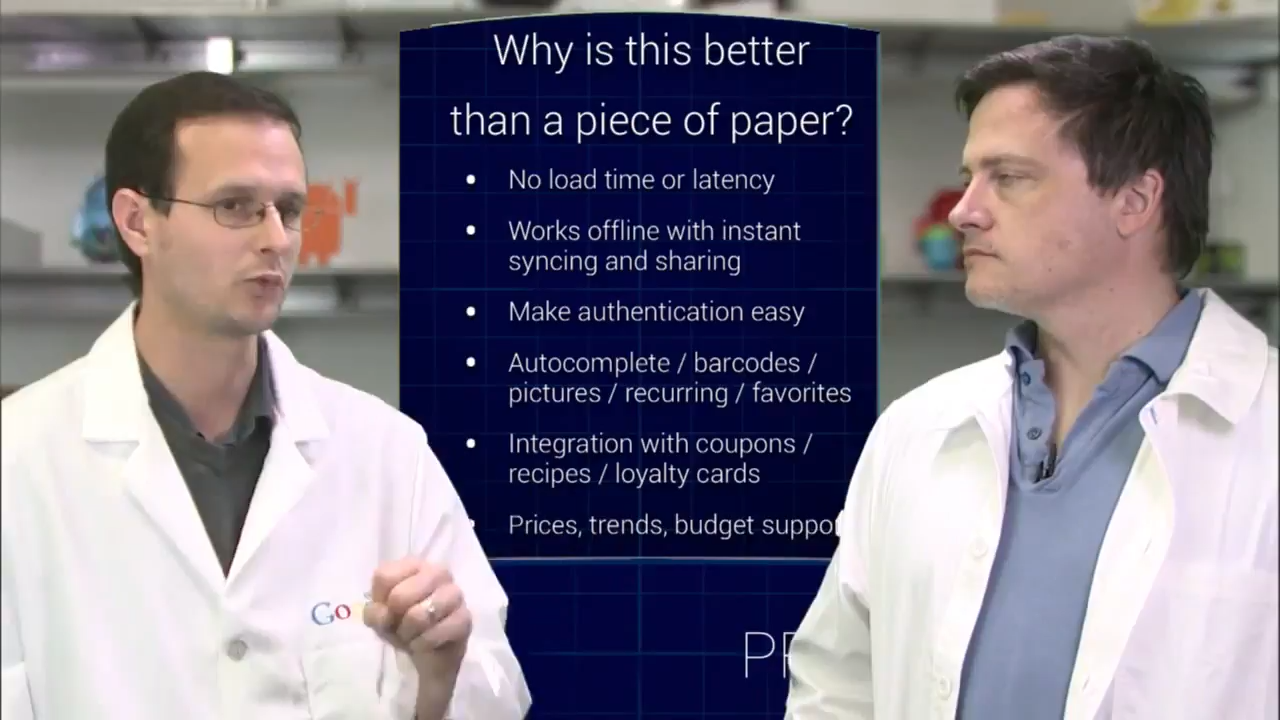 Why is this better
than a piece of paper?
• No load time or latency
• Works offline with instant
syncing and sharing
• Make authentication easy
• Autocomplete / barcodes /
pictures / recurring / favorites
• Integration with coupons /
recipes / loyalty cards
• Prices, trends, budget